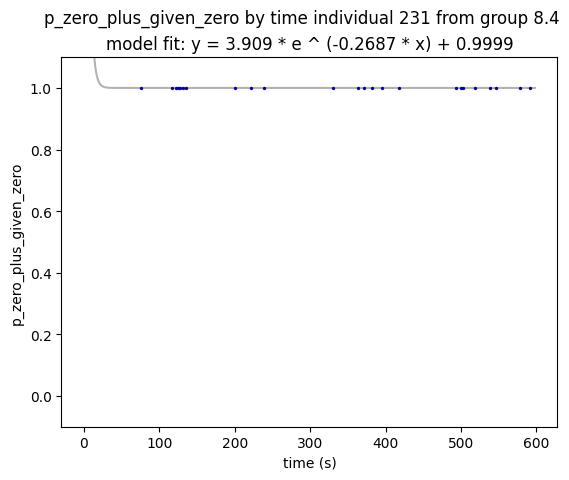 p_zero_plus_given_zero by time individual 231 from group 8.4
model fit: y = 3.909 * e ^ (-0.2687 * x) + 0.9999
1.0
0.8
0.6
0.4
0.2
0.0
p_zero_plus_given_zero
0 100 200 300 400 500 600
time (s)